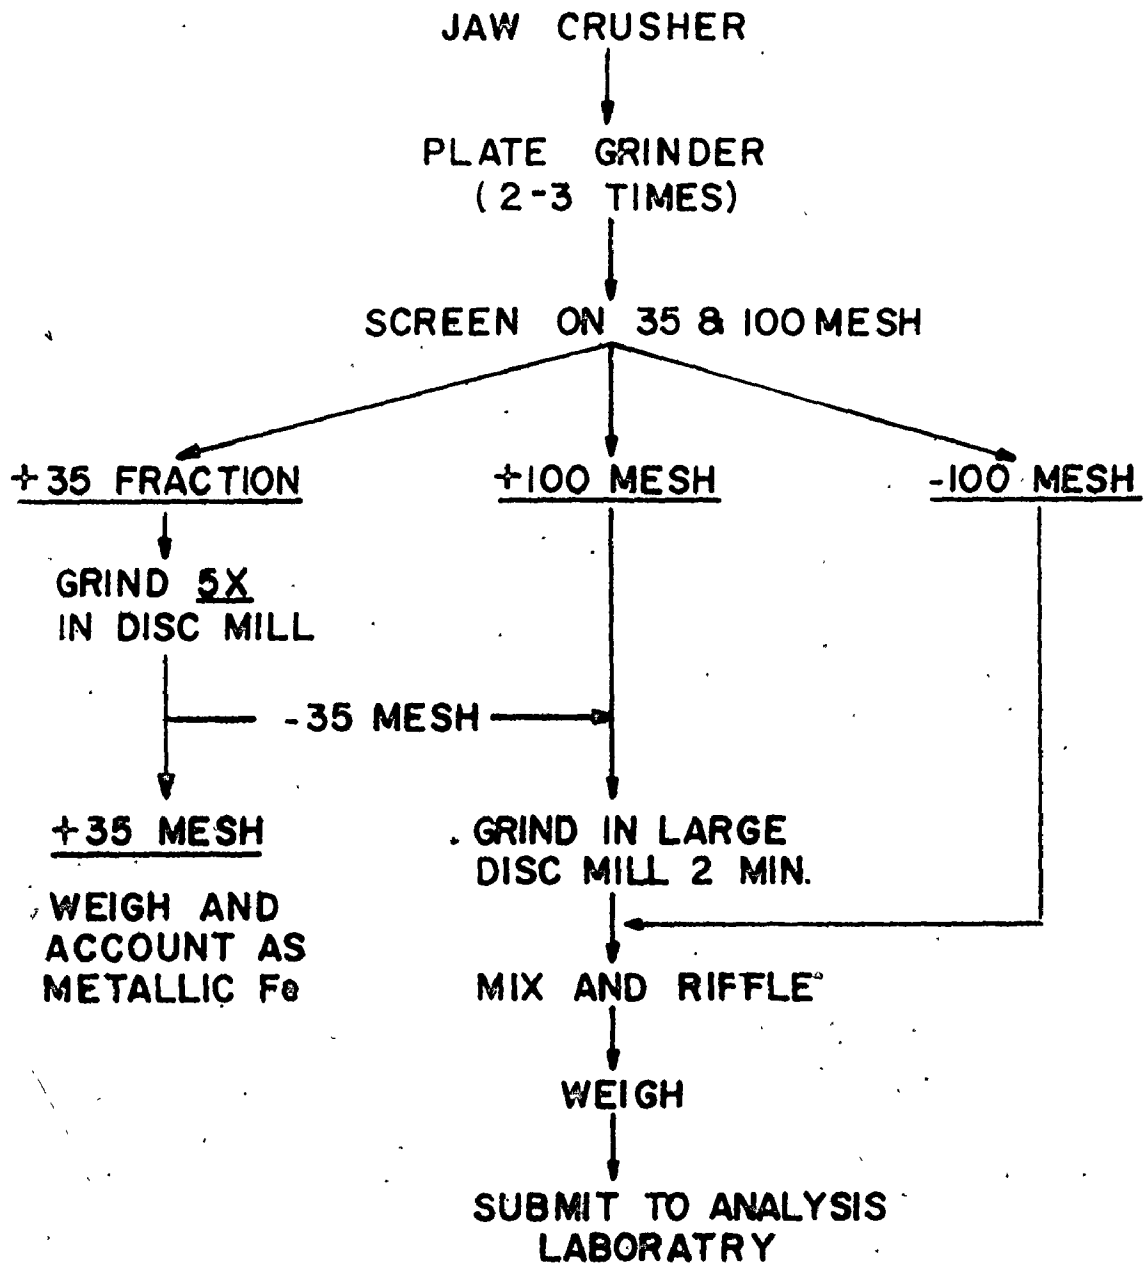 JAW CRUSHER
PLATE GRINDER
(2-3 TIMES)
SCREEN ON 35 & 100 MESH
+35 FRACTION
+100 MESH
-100 MESH
GRIND 5X
IN DISC MILL
-35 MESH
+35 MESH
WEIGH AND
ACCOUNT AS
METALLIC Fe
GRIND IN LARGE
DISC MILL 2 MIN.
MIX AND RIFFLE
WEIGH
SUBMIT TO ANALYSIS
LABORATRY